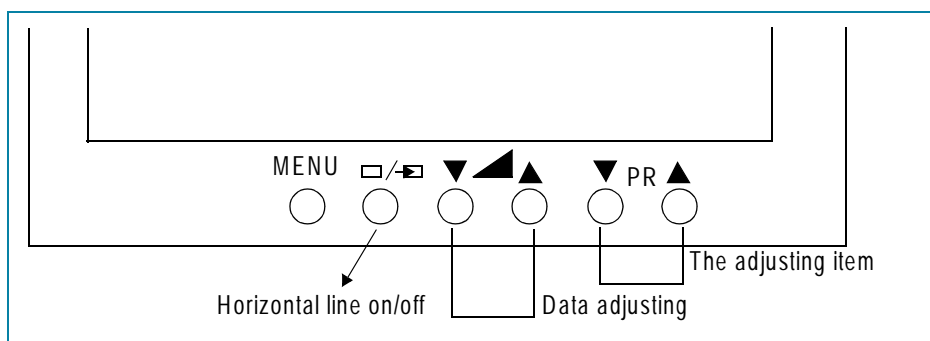 MENU
PR
The adjusting item
Horizontal line on/off
Data adjusting